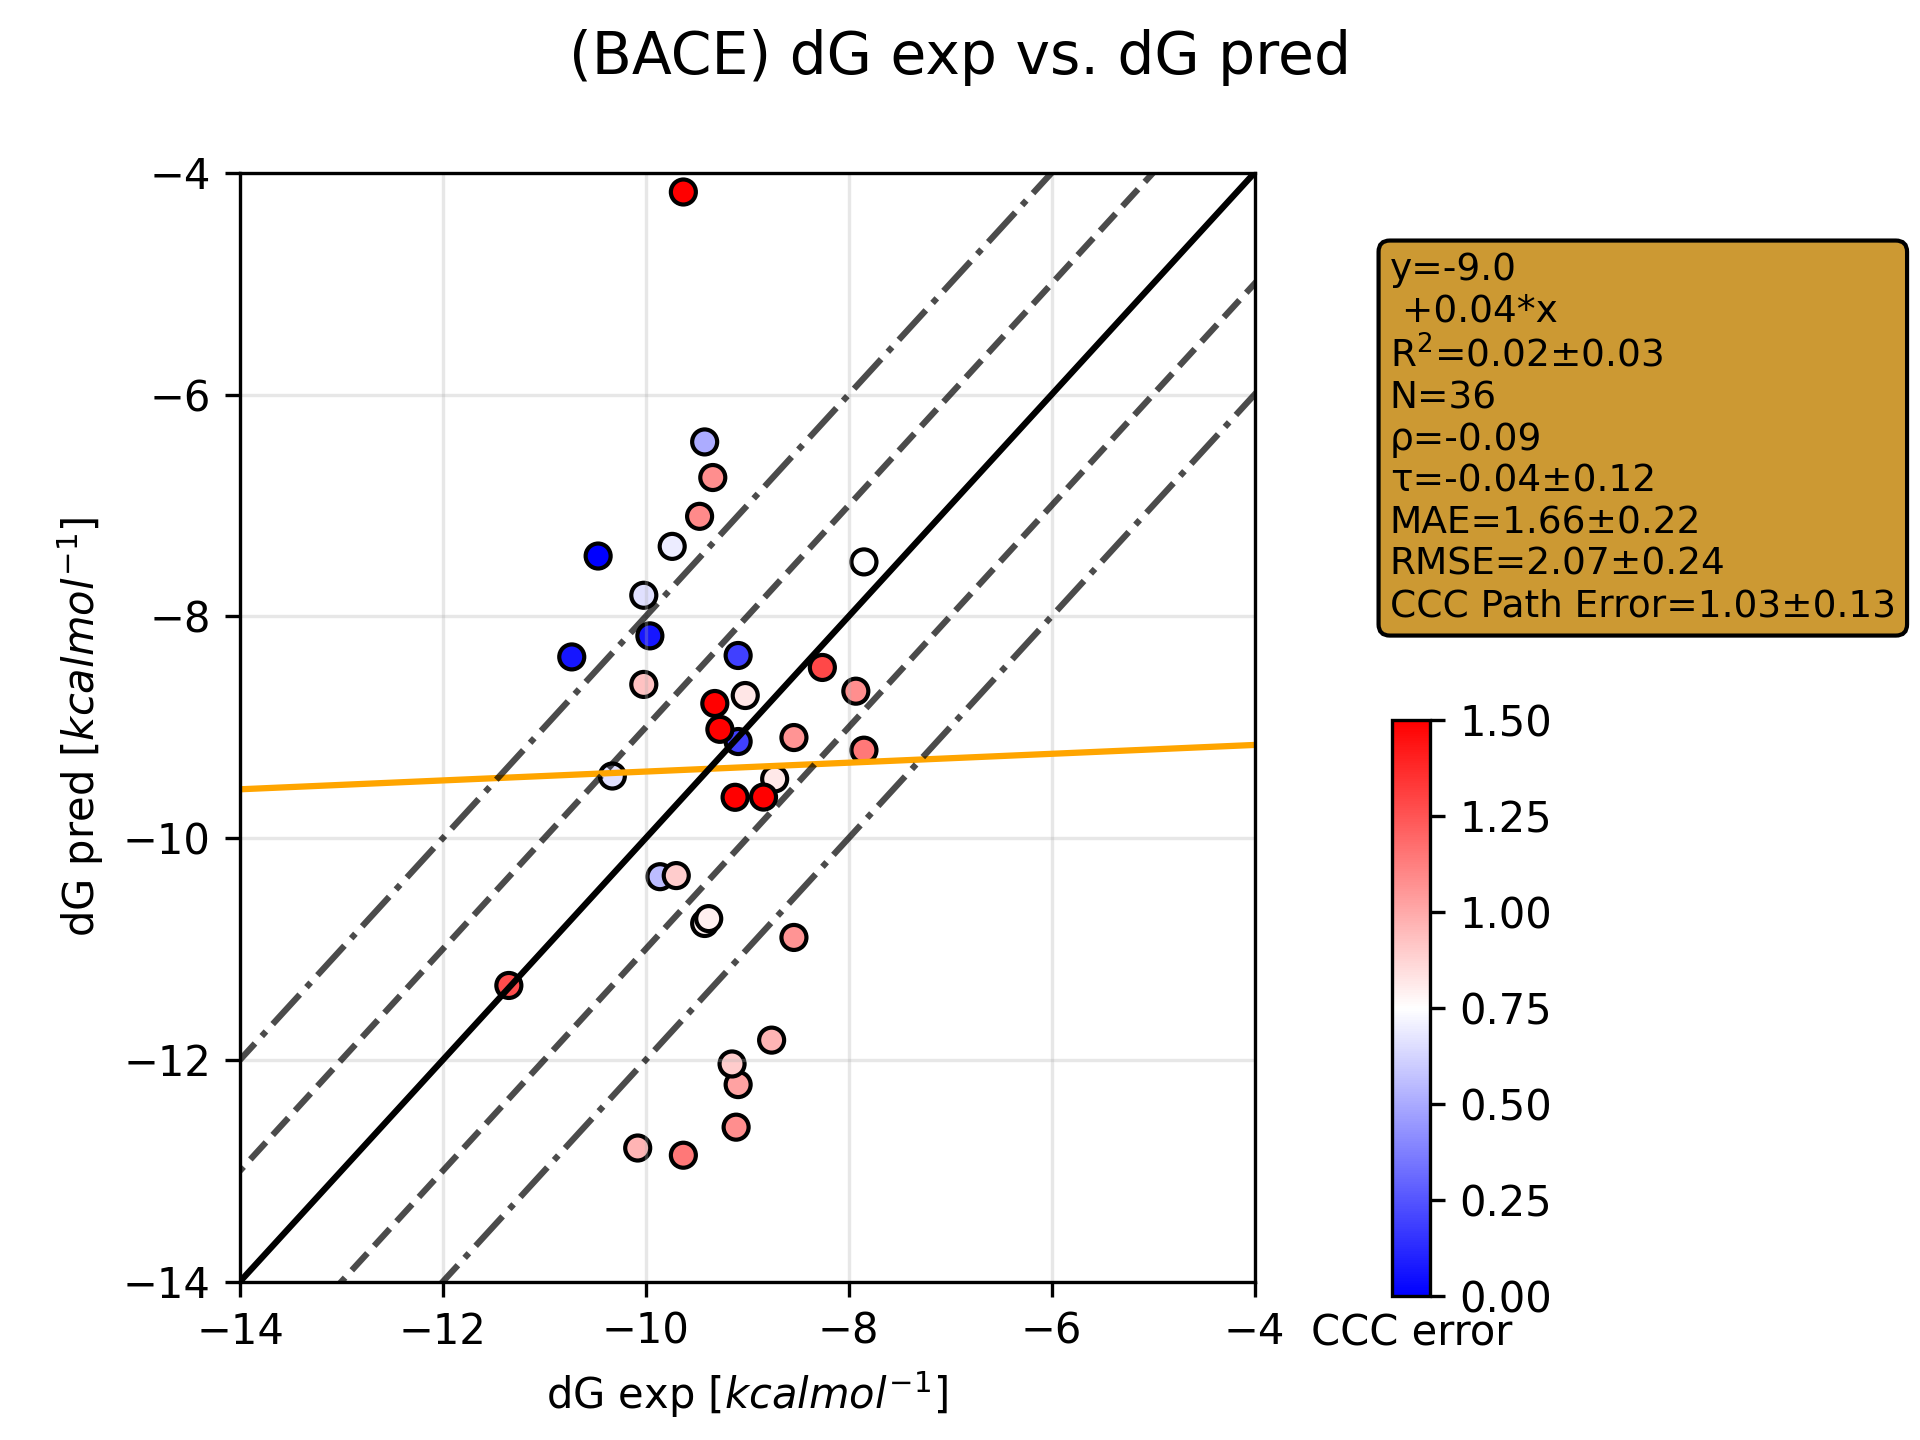 (BACE) dG exp vs. dG pred
−4
−6
−8
−10
−12
−14
dG pred [kcalmol⁻¹]
−14 −12 −10 −8 −6 −4
dG exp [kcalmol⁻¹]
y=-9.0
+0.04*x
R²=0.02±0.03
N=36
ρ=-0.09
τ=-0.04±0.12
MAE=1.66±0.22
RMSE=2.07±0.24
CCC Path Error=1.03±0.13
1.50
1.25
1.00
0.75
0.50
0.25
0.00
CCC error